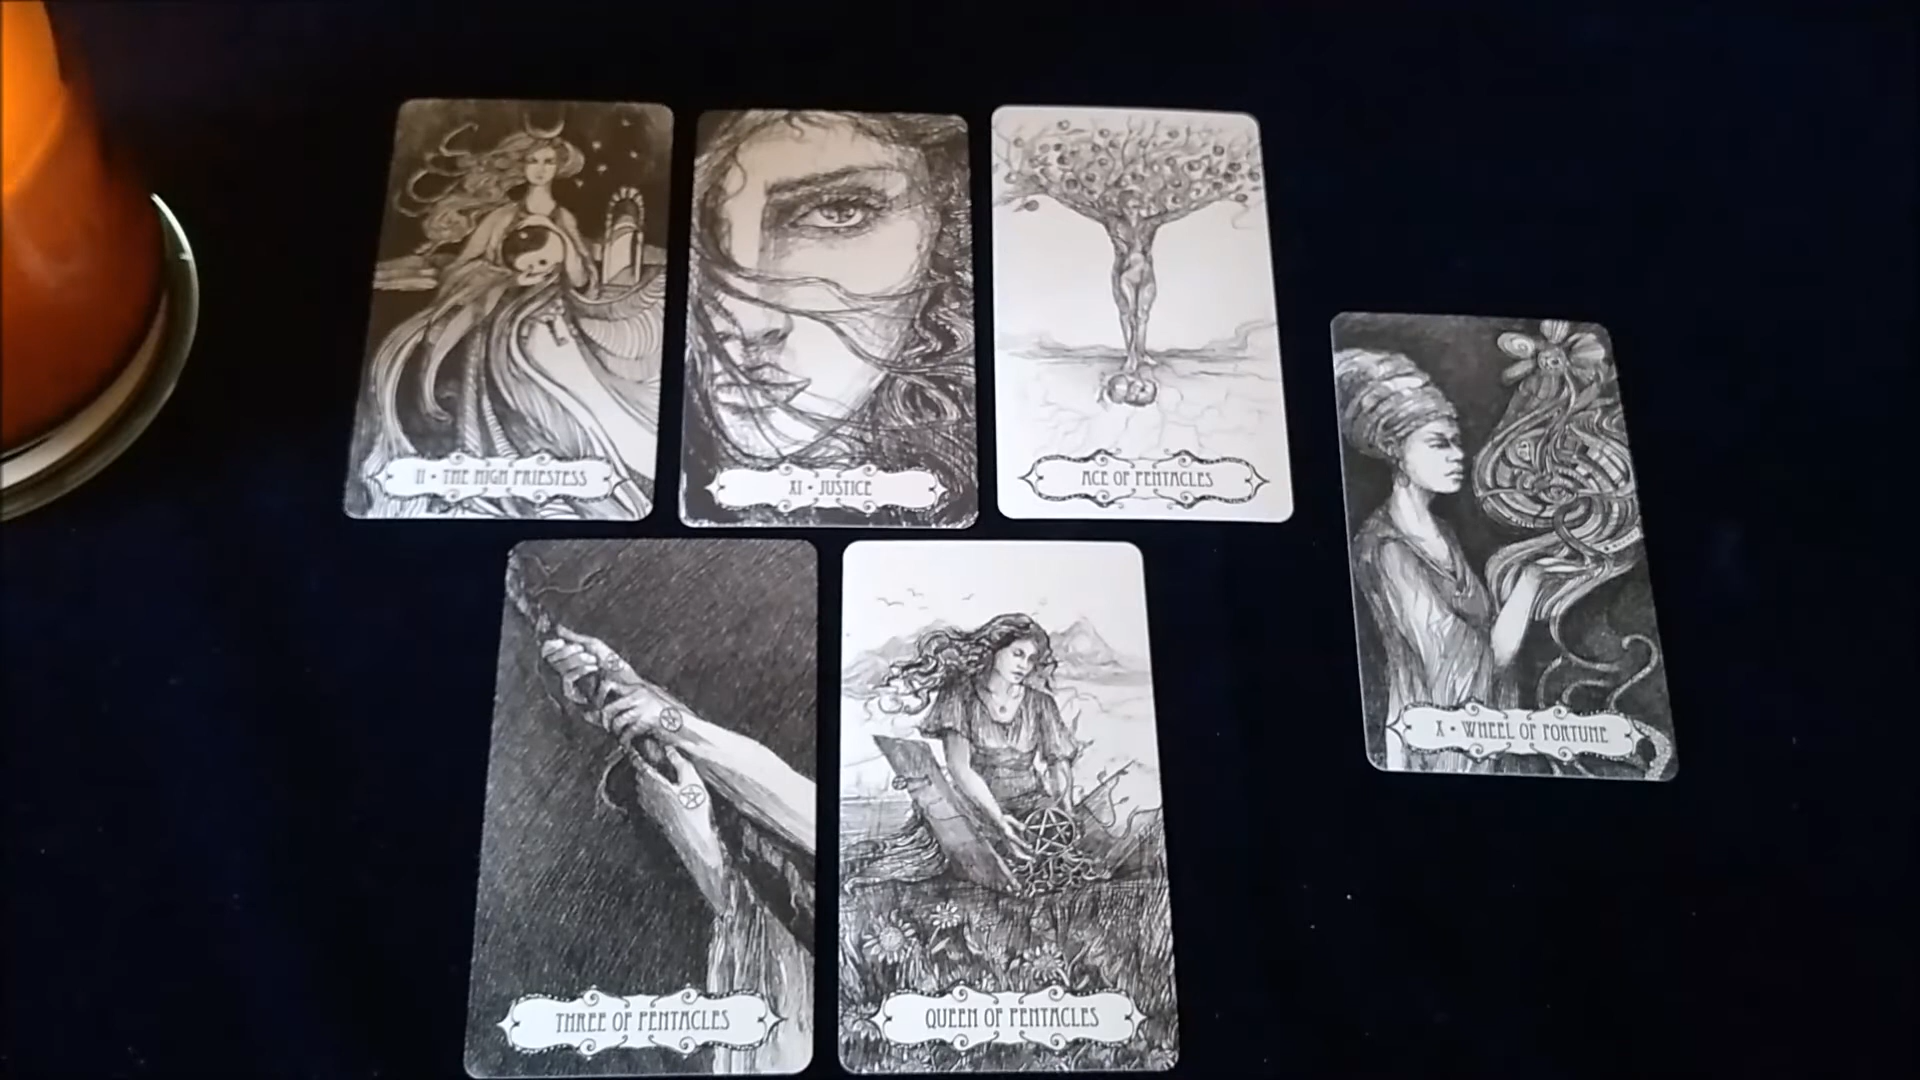 II • THE HIGH PRIESTESS
XI • JUSTICE
ACE OF PENTACLES
X • WHEEL OF FORTUNE
THREE OF PENTACLES
QUEEN OF PENTACLES